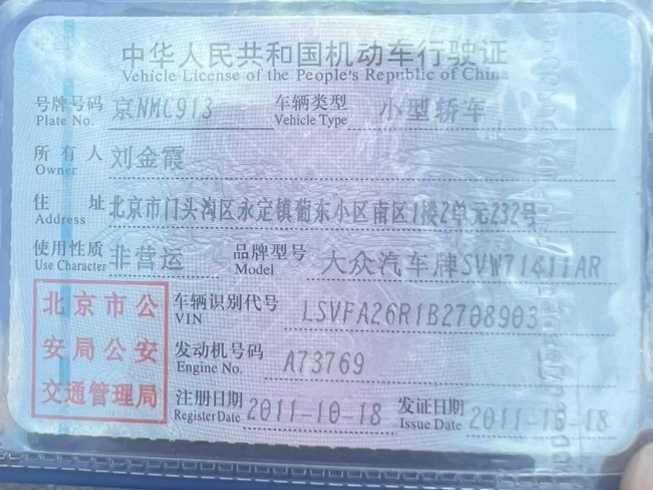 中华人民共和国机动车行驶证
Vehicle License of the People's Republic of China
号牌号码 京NMC913 车辆类型 小型轿车
Plate No. Vehicle Type
所有人 刘金霞
Owner
住址 北京市门头沟区永定镇葡东小区南区1楼2单元232号
Address
使用性质 非营运 品牌型号 大众汽车牌SVW71411AR
Use Character Model
北京市公
安局公安
交通管理局
车辆识别代号 LSVFA26R1B2708903
VIN
发动机号码 A73769
Engine No.
注册日期 2011-10-18 发证日期 2011-10-18
Register Date Issue Date